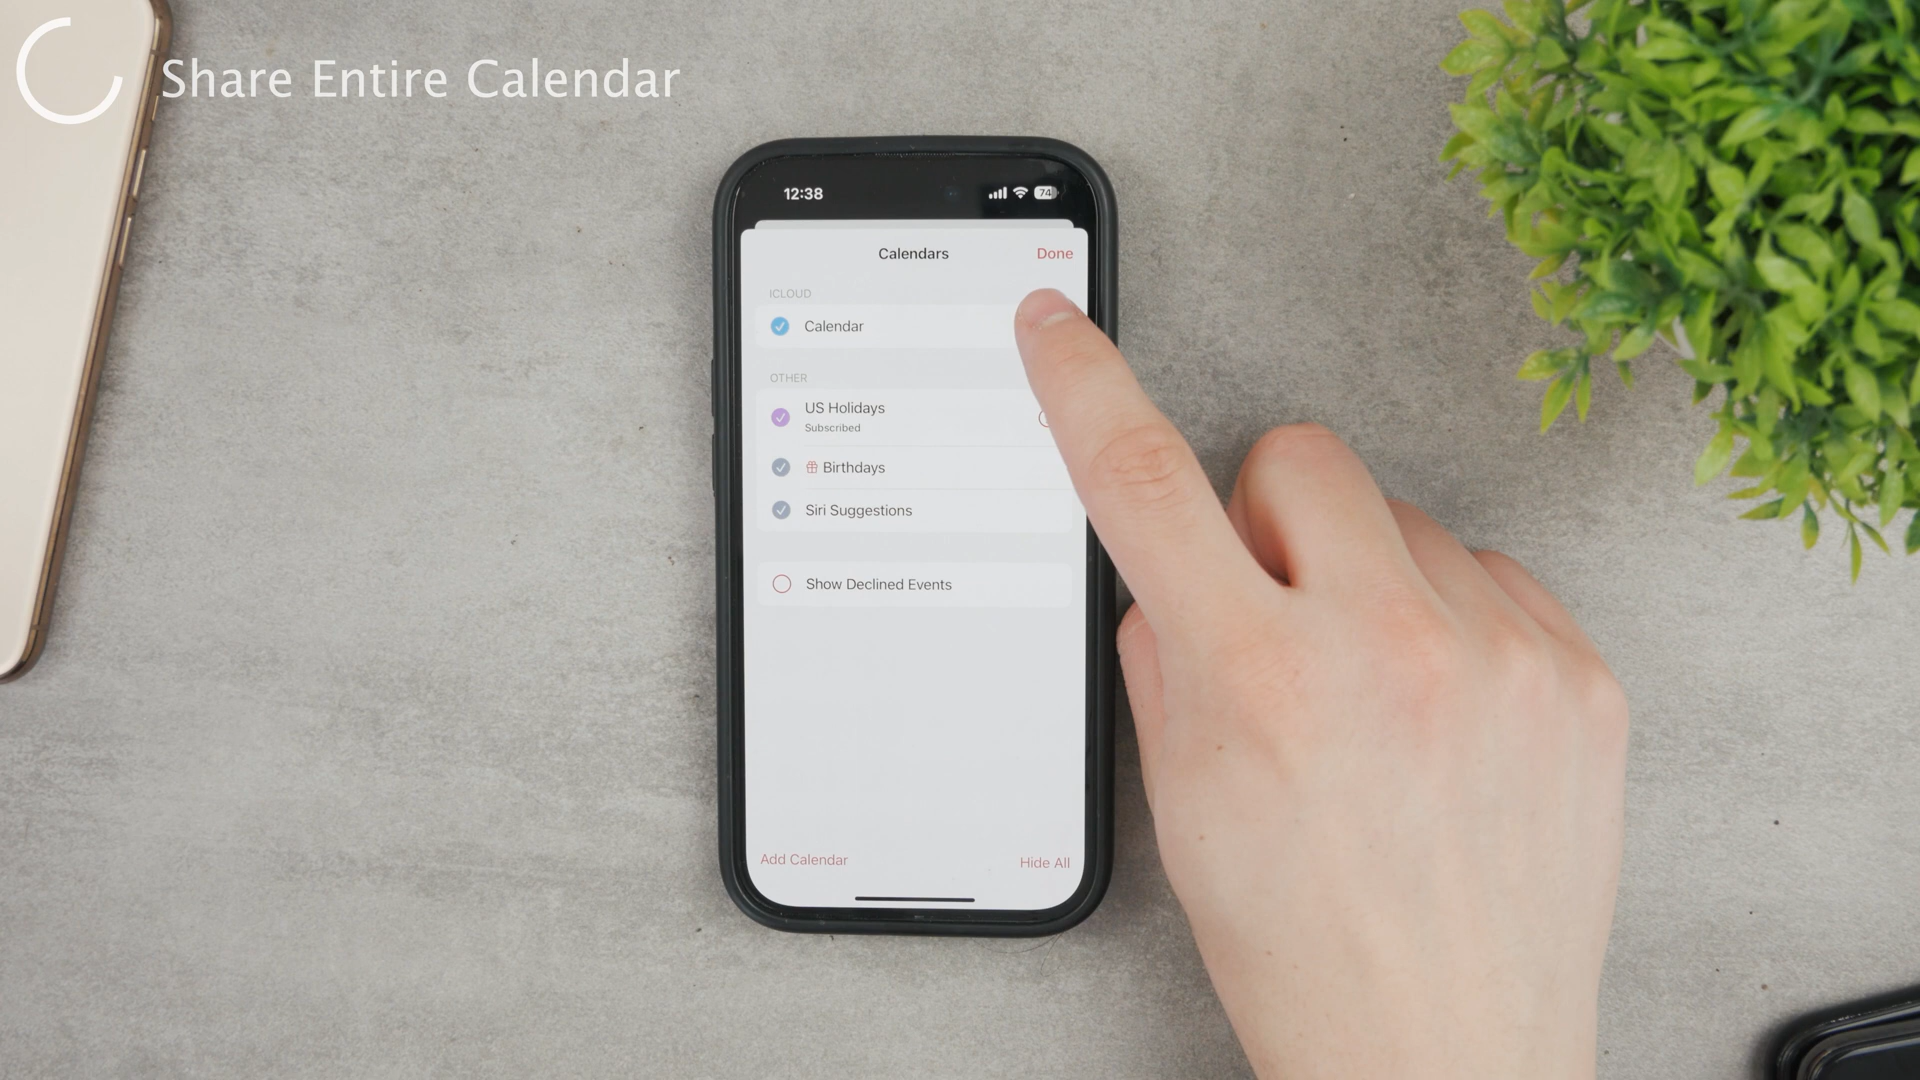 Share Entire Calendar
12:38
74
Calendars
Done
ICLOUD
Calendar
OTHER
US Holidays
Subscribed
Birthdays
Siri Suggestions
Show Declined Events
Add Calendar
Hide All